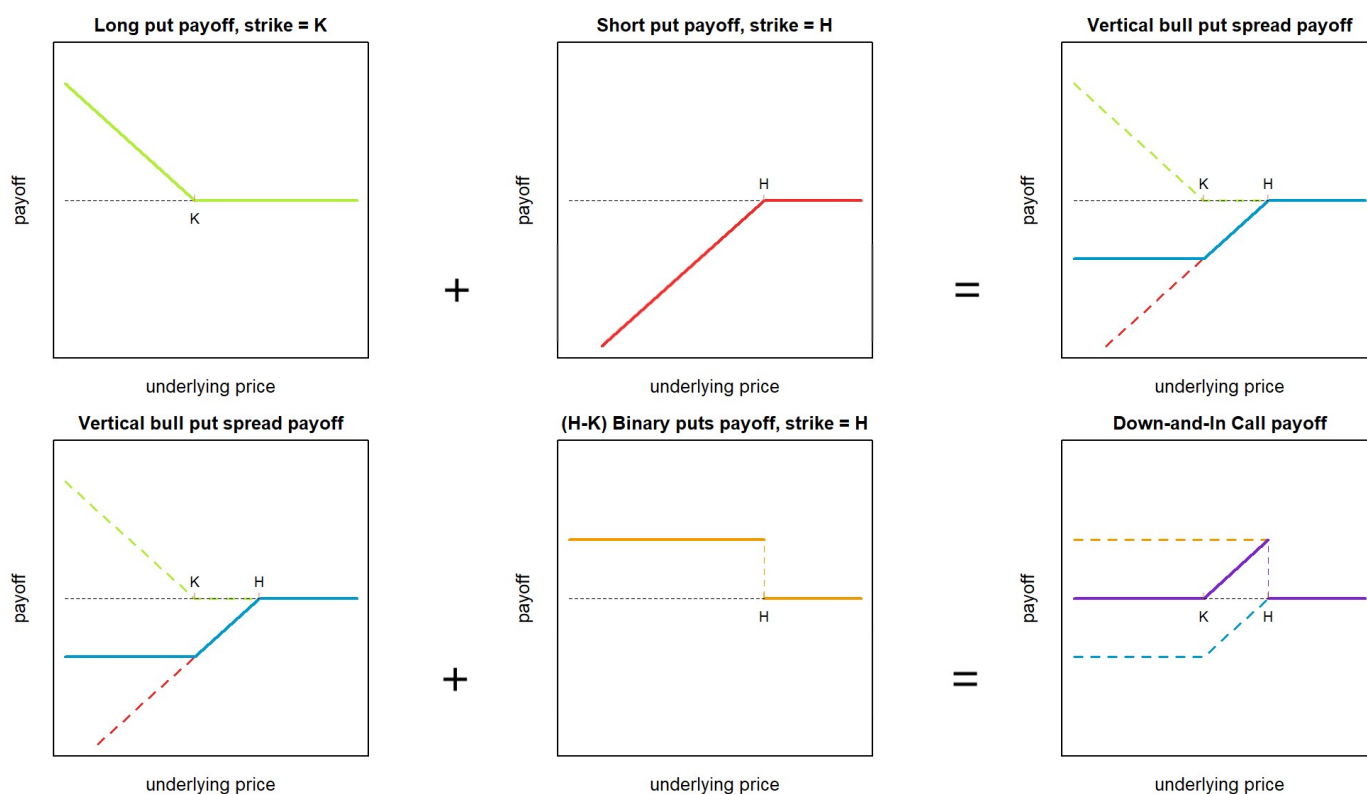 Long put payoff, strike = K
Short put payoff, strike = H
Vertical bull put spread payoff
payoff
K
underlying price
+
payoff
H
underlying price
=
payoff
K
H
underlying price
Vertical bull put spread payoff
(H-K) Binary puts payoff, strike = H
Down-and-In Call payoff
payoff
K
H
underlying price
+
payoff
H
underlying price
=
payoff
K
H
underlying price